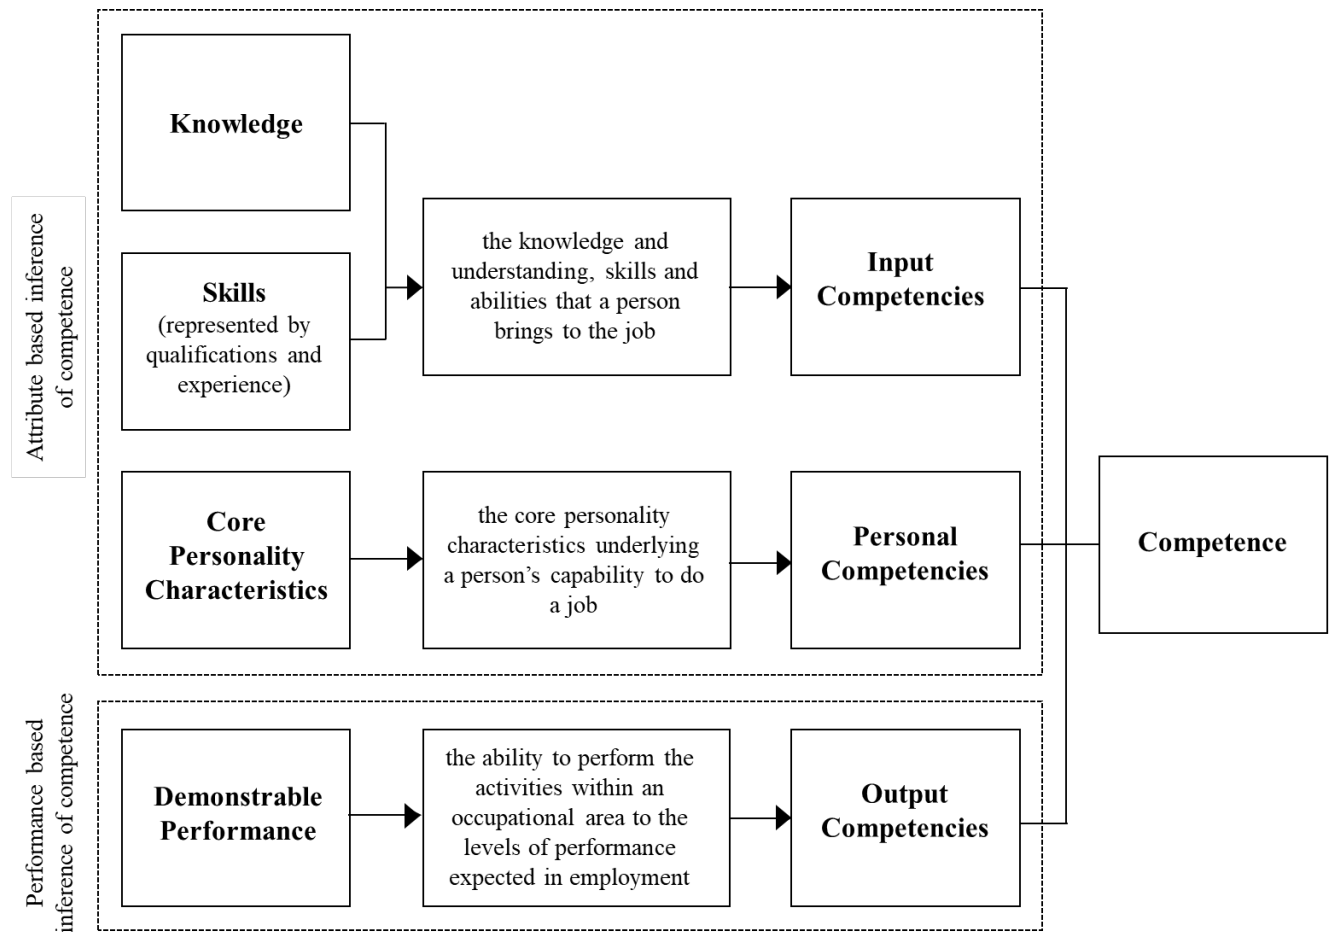 Attribute based inference
of competence
Knowledge
Skills
(represented by
qualifications and
experience)
the knowledge and
understanding, skills and
abilities that a person
brings to the job
Input
Competencies
Core
Personality
Characteristics
the core personality
characteristics underlying
a person’s capability to do
a job
Personal
Competencies
Competence
Performance based
inference of competence
Demonstrable
Performance
the ability to perform the
activities within an
occupational area to the
levels of performance
expected in employment
Output
Competencies